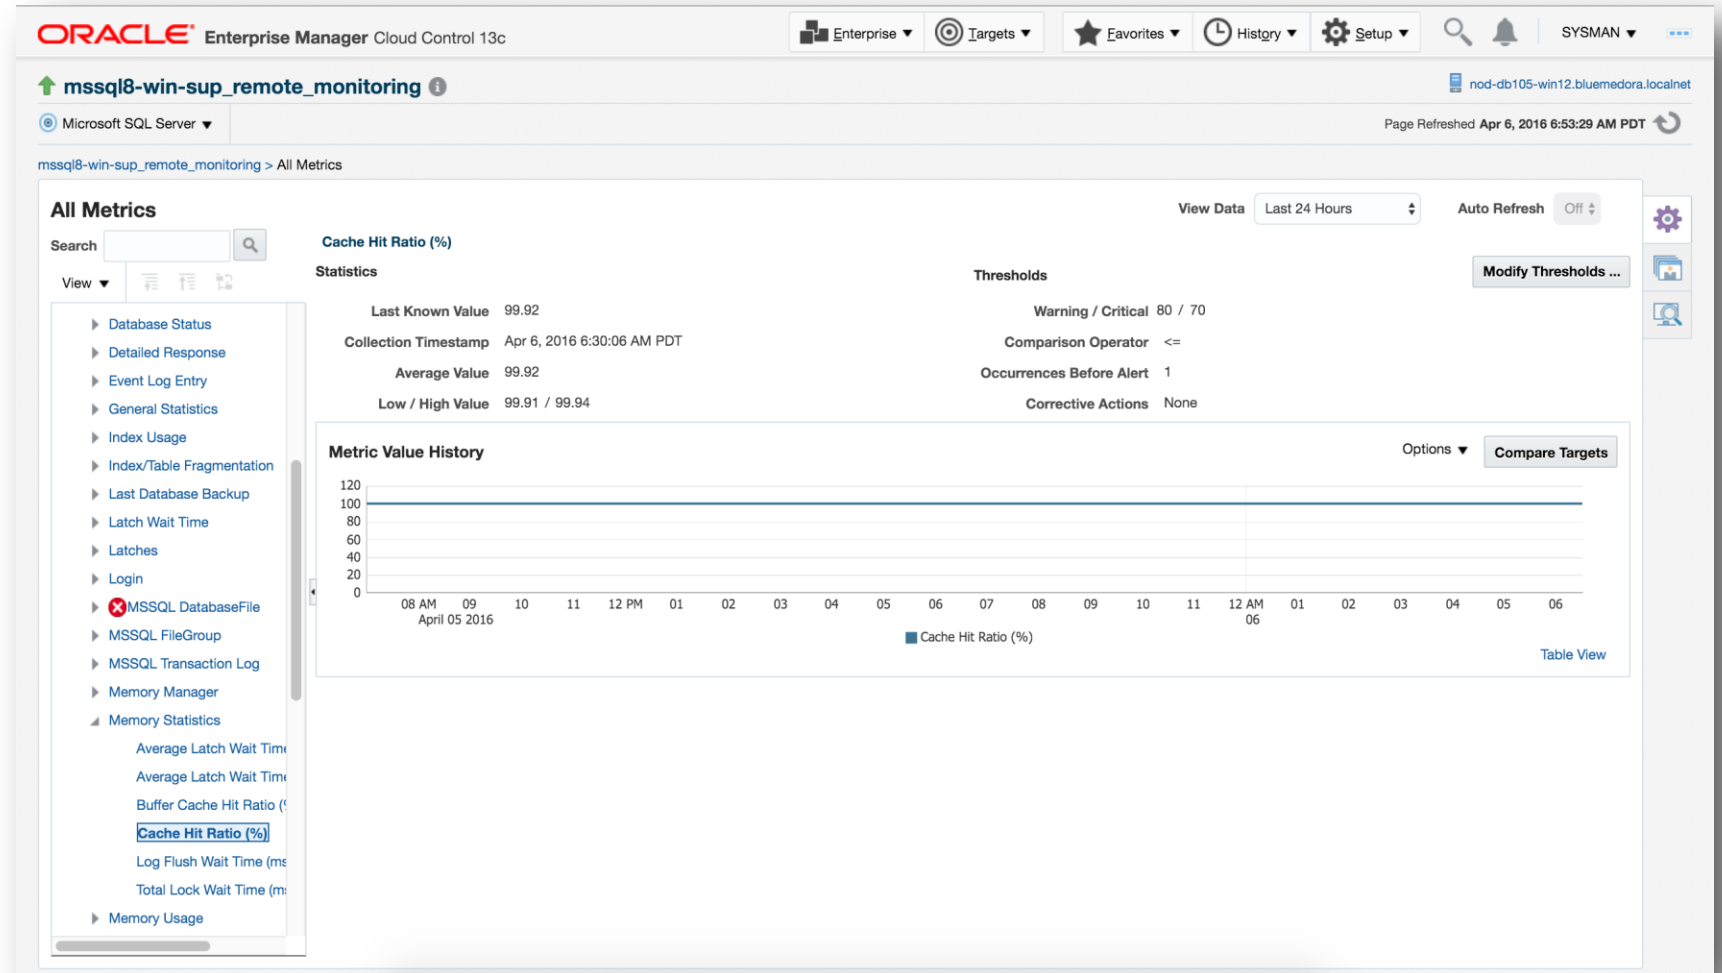 ORACLE Enterprise Manager Cloud Control 13c
Enterprise Targets Favorites History Setup SYSMAN
mssql8-win-sup_remote_monitoring
nod-db105-win12.bluemedora.localnet
Microsoft SQL Server
Page Refreshed Apr 6, 2016 6:53:29 AM PDT
mssql8-win-sup_remote_monitoring > All Metrics
All Metrics
View Data Last 24 Hours Auto Refresh Off
Search
View
Database Status
Detailed Response
Event Log Entry
General Statistics
Index Usage
Index/Table Fragmentation
Last Database Backup
Latch Wait Time
Latches
Login
MSSQL DatabaseFile
MSSQL FileGroup
MSSQL Transaction Log
Memory Manager
Memory Statistics
Average Latch Wait Time
Average Latch Wait Time
Buffer Cache Hit Ratio (%
Cache Hit Ratio (%)
Log Flush Wait Time (ms
Total Lock Wait Time (ms
Memory Usage
Cache Hit Ratio (%)
Statistics
Last Known Value 99.92
Collection Timestamp Apr 6, 2016 6:30:06 AM PDT
Average Value 99.92
Low / High Value 99.91 / 99.94
Thresholds
Modify Thresholds ...
Warning / Critical 80 / 70
Comparison Operator <=
Occurrences Before Alert 1
Corrective Actions None
Metric Value History
Options Compare Targets
120
100
80
60
40
20
0
08 AM 09 10 11 12 PM 01 02 03 04 05 06 07 08 09 10 11 12 AM 01 02 03 04 05 06
April 05 2016 06
Cache Hit Ratio (%)
Table View